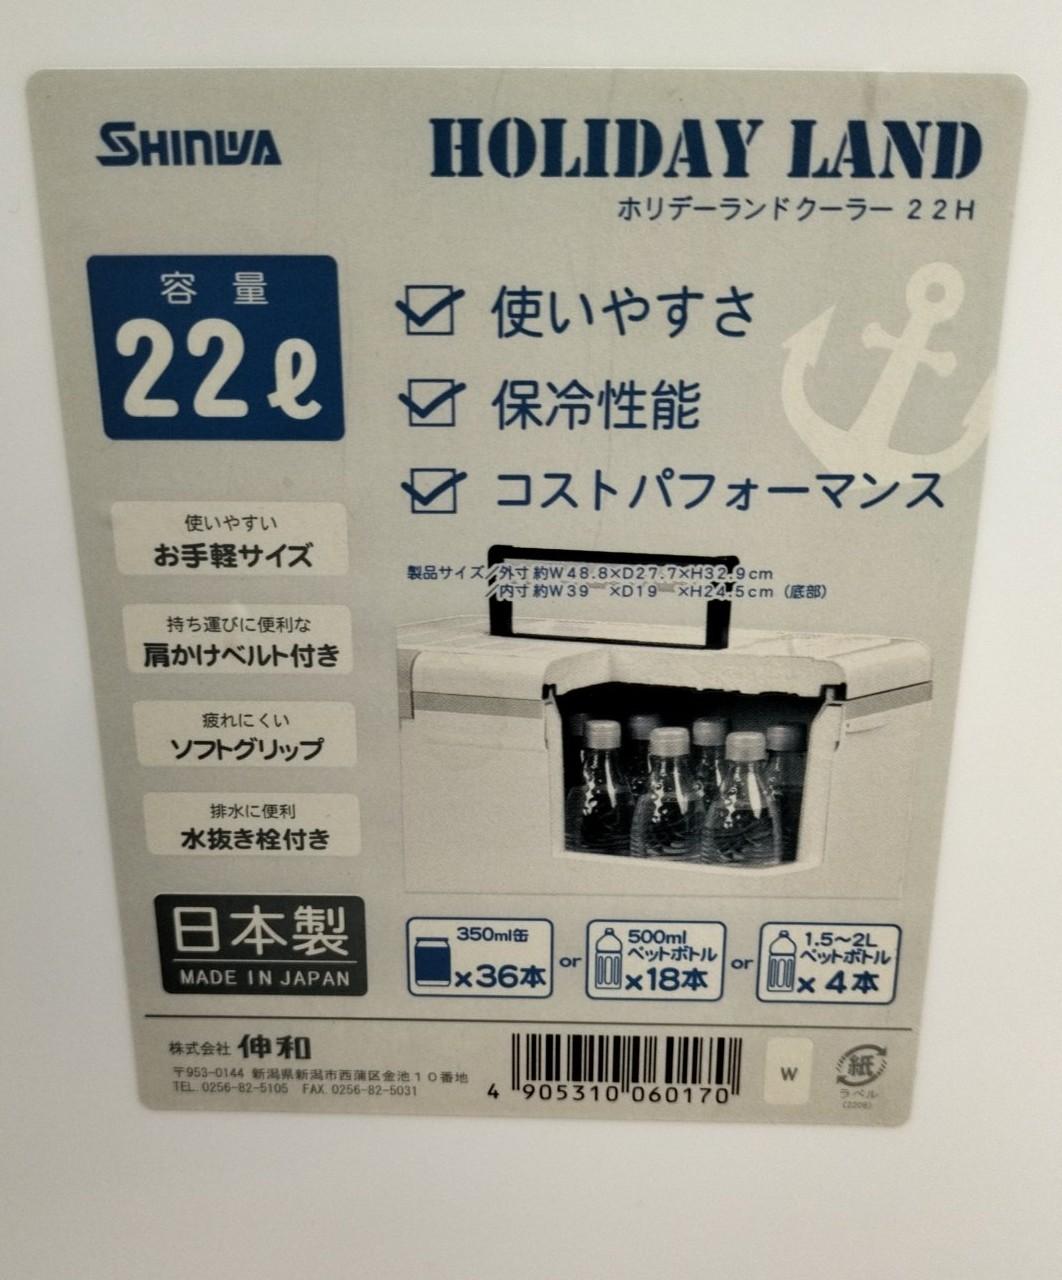 SHINWA
HOLIDAY LAND
ホリデーランドクーラー 22H
容量
22ℓ
使いやすさ
保冷性能
コストパフォーマンス
使いやすい
お手軽サイズ
持ち運びに便利な
肩かけベルト付き
疲れにくい
ソフトグリップ
排水に便利
水抜き栓付き
製品サイズ/外寸 約W48.8×D27.7×H32.9cm
/内寸 約W39 ×D19 ×H24.5cm（底部）
日本製
MADE IN JAPAN
350ml缶
×36本
or
500ml
ペットボトル
×18本
or
1.5～2L
ペットボトル
×4本
株式会社 伸和
〒953-0144 新潟県新潟市西蒲区金池10番地
TEL.0256-82-5105 FAX.0256-82-5031
4 905310 060170
W
紙
ラベル
(2208)